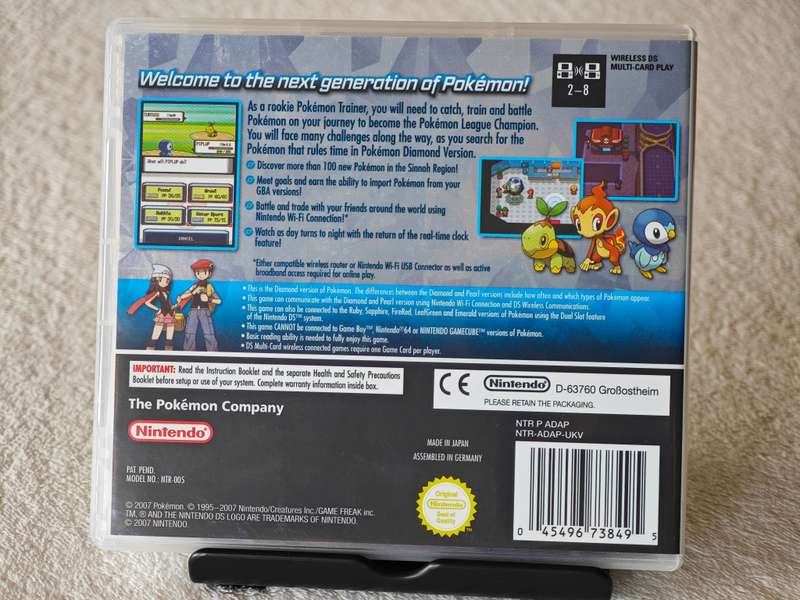 Welcome to the next generation of Pokémon!
WIRELESS DS
MULTI-CARD PLAY
2–8
As a rookie Pokémon Trainer, you will need to catch, train and battle
Pokémon on your journey to become the Pokémon League Champion.
You will face many challenges along the way, as you search for the
Pokémon that rules time in Pokémon Diamond Version.
Discover more than 100 new Pokémon in the Sinnoh Region!
Meet goals and earn the ability to import Pokémon from your
GBA versions!
Battle and trade with your friends around the world using
Nintendo Wi-Fi Connection!*
Watch as day turns to night with the return of the real-time clock
feature!
*Either compatible wireless router or Nintendo Wi-Fi USB Connector as well as active
broadband access required for online play.
PIPLUP
What will PIPLUP do?
Pound
Growl
Bubble
Water Sport
CANCEL
• This is the Diamond version of Pokémon. The differences between the Diamond and Pearl versions include how often and which types of Pokémon appear.
• This game can communicate with the Diamond and Pearl version using Nintendo Wi-Fi Connection and DS Wireless Communications.
• This game can also be connected to the Ruby, Sapphire, FireRed, LeafGreen and Emerald versions of Pokémon using the Dual Slot feature
of the Nintendo DS™ system.
• This game CANNOT be connected to Game Boy™, Nintendo®64 or NINTENDO GAMECUBE™ versions of Pokémon.
• Basic reading ability is needed to fully enjoy this game.
• DS Multi-Card wireless connected games require one Game Card per player.
IMPORTANT: Read the Instruction Booklet and the separate Health and Safety Precautions
Booklet before setup or use of your system. Complete warranty information inside box.
CE Nintendo® D-63760 Großostheim
PLEASE RETAIN THE PACKAGING.
The Pokémon Company
Nintendo®
NTR P ADAP
NTR-ADAP-UKV
MADE IN JAPAN
ASSEMBLED IN GERMANY
PAT. PEND.
MODEL NO.: NTR-005
Original
Nintendo
Seal of
Quality
© 2007 Pokémon. © 1995–2007 Nintendo/Creatures Inc./GAME FREAK inc.
TM, ® AND THE NINTENDO DS LOGO ARE TRADEMARKS OF NINTENDO.
© 2007 NINTENDO.
0 45496 73849 5